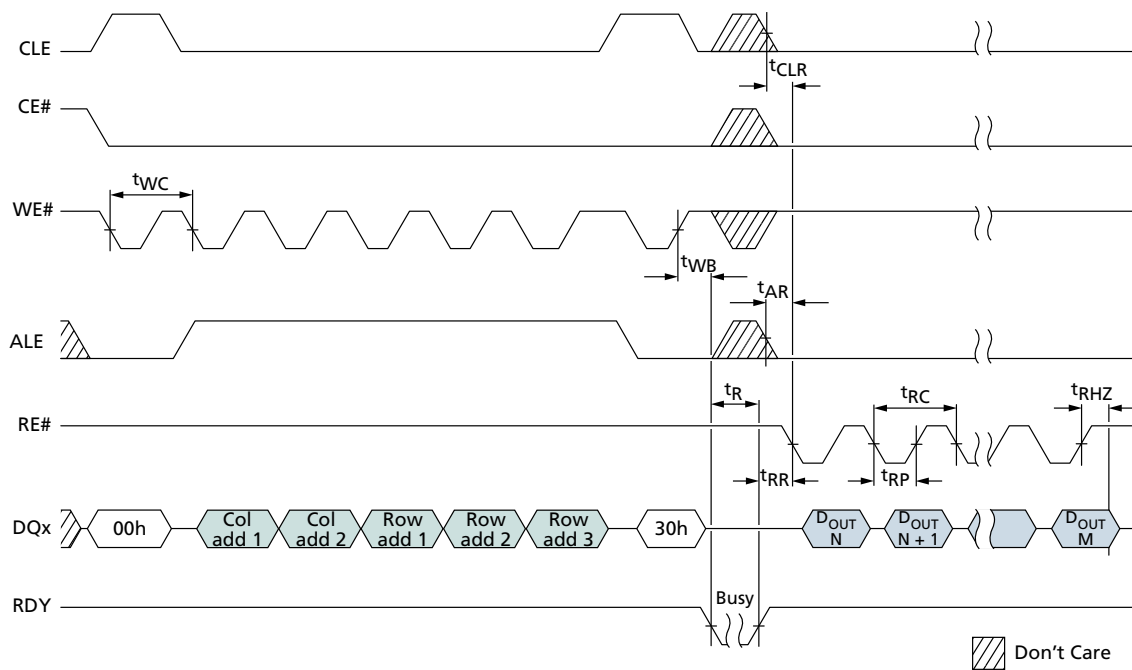 CLE
tCLR
CE#
tWC
WE#
tWB
tAR
ALE
tR
tRC
tRHZ
RE#
tRR
tRP
DQx
00h
Col
add 1
Col
add 2
Row
add 1
Row
add 2
Row
add 3
30h
DOUT
N
DOUT
N + 1
DOUT
M
RDY
Busy
Don't Care